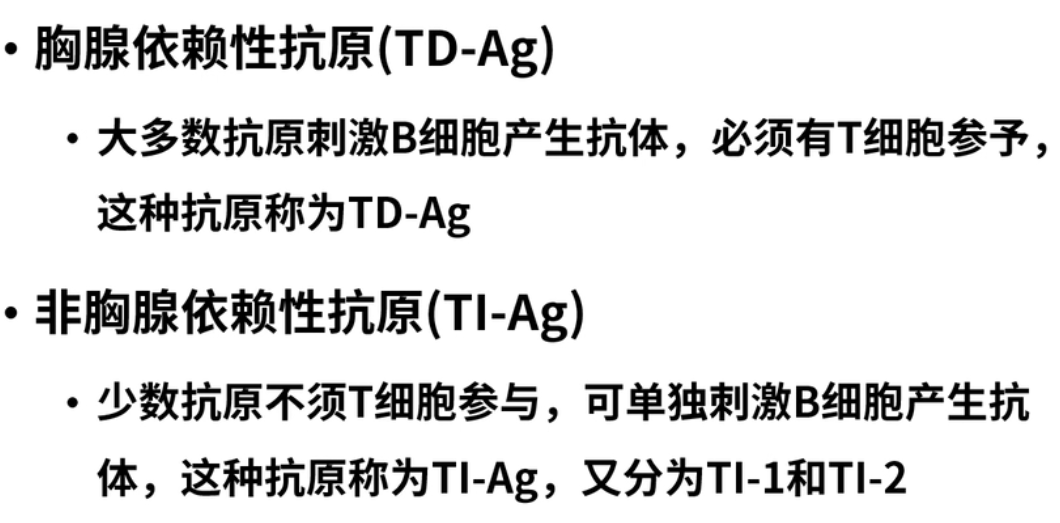 • 胸腺依赖性抗原(TD-Ag)
• 大多数抗原刺激B细胞产生抗体，必须有T细胞参予，
这种抗原称为TD-Ag
• 非胸腺依赖性抗原(TI-Ag)
• 少数抗原不须T细胞参与，可单独刺激B细胞产生抗
体，这种抗原称为TI-Ag，又分为TI-1和TI-2